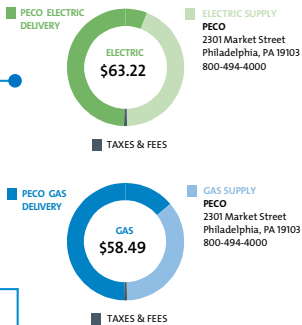 PECO ELECTRIC
DELIVERY
ELECTRIC
$63.22
ELECTRIC SUPPLY
PECO
2301 Market Street
Philadelphia, PA 19103
800-494-4000
TAXES & FEES
PECO GAS
DELIVERY
GAS
$58.49
GAS SUPPLY
PECO
2301 Market Street
Philadelphia, PA 19103
800-494-4000
TAXES & FEES